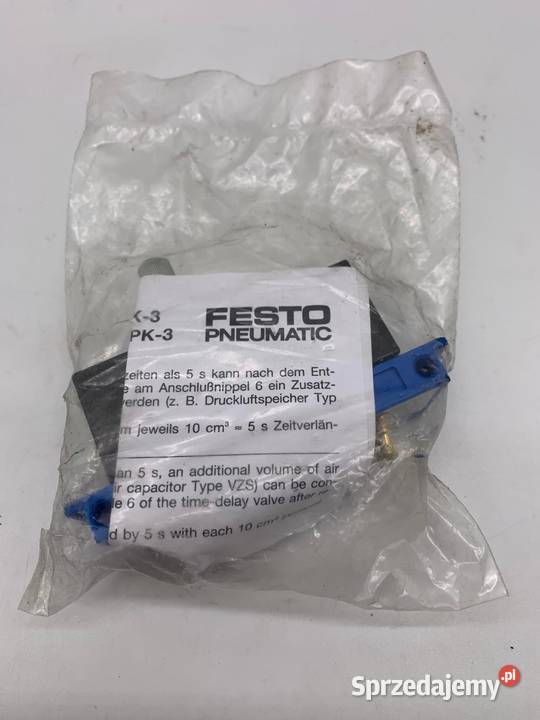 K-3
PK-3
FESTO
PNEUMATIC
zeiten als 5 s kann nach dem Ent-
e am Anschlußnippel 6 ein Zusatz-
erden (z. B. Druckluftspeicher Typ
m jeweils 10 cm³ = 5 s Zeitverlän-
an 5 s, an additional volume of air
ir capacitor Type VZS) can be con-
le 6 of the time delay valve after
d by 5 s with each 10 cm³
Sprzedajemy.pl